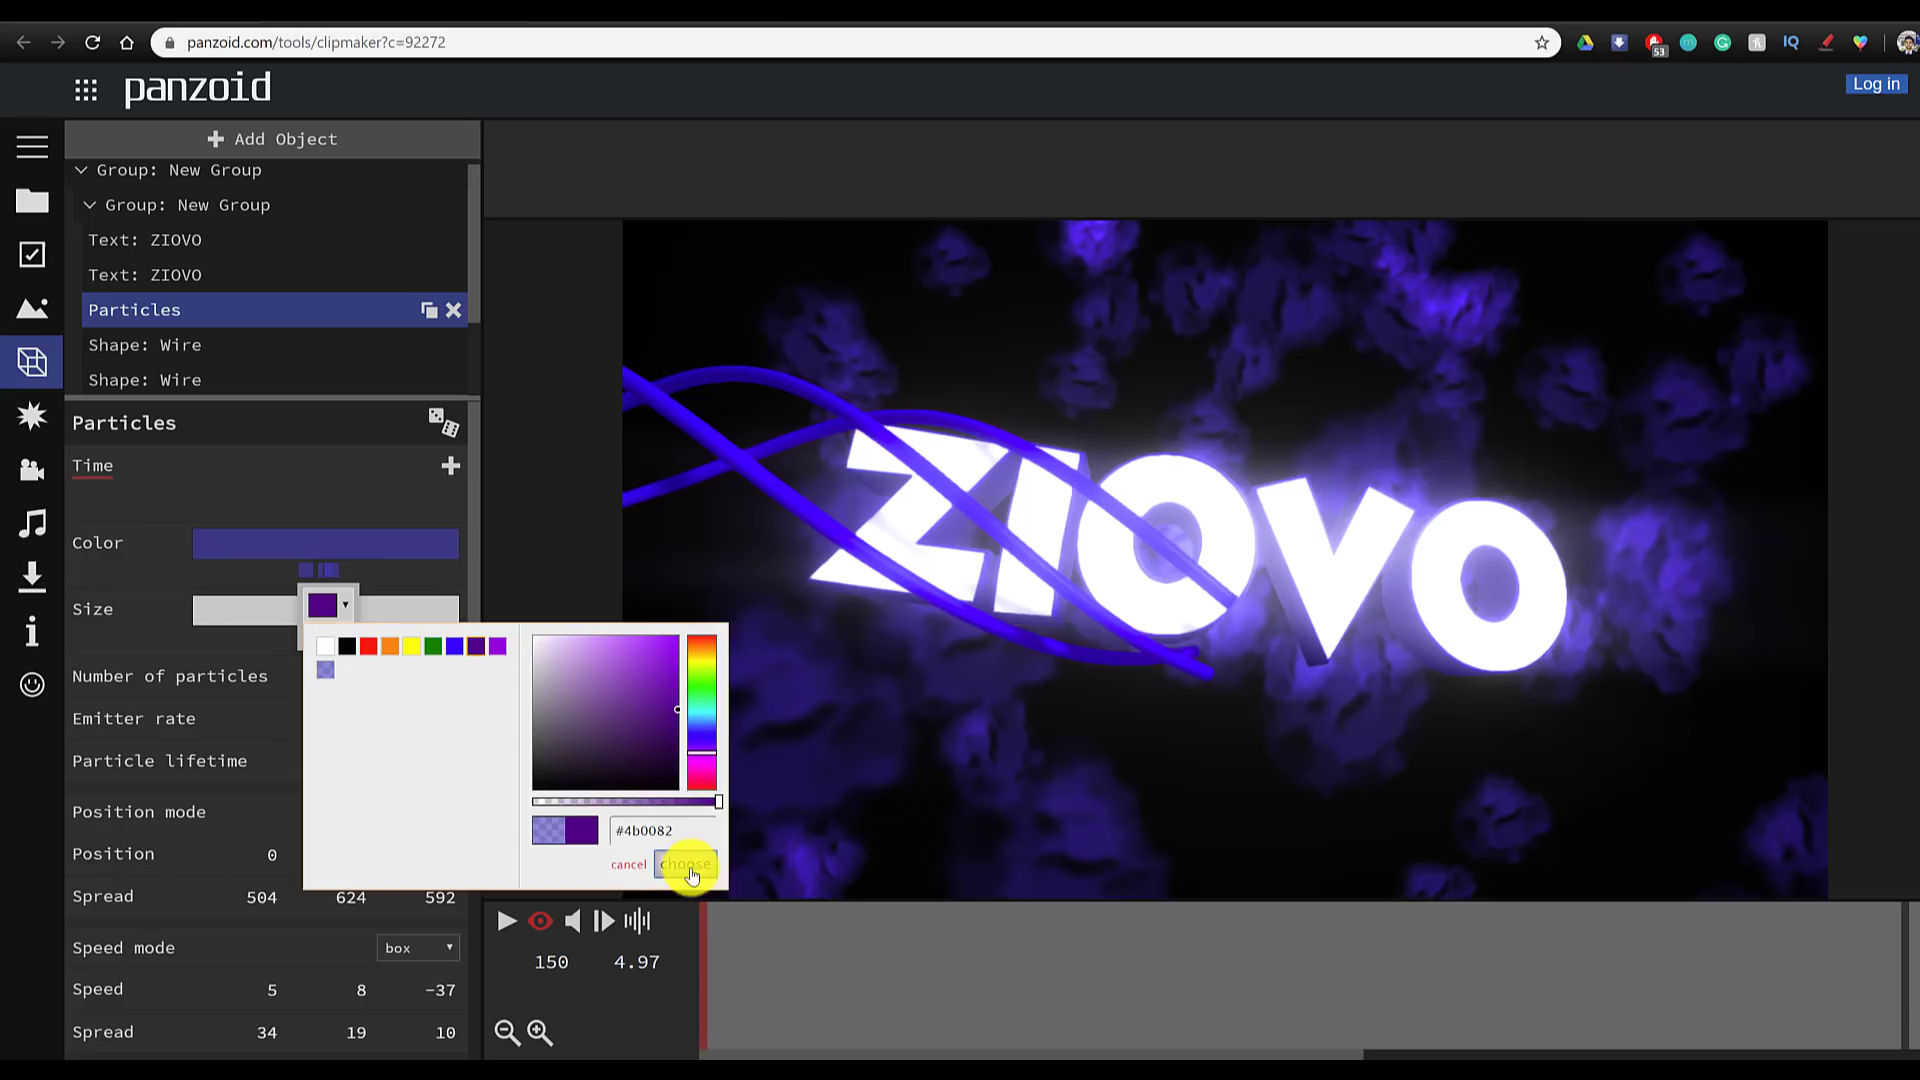 panzoid.com/tools/clipmaker?c=92272
53
IQ
panzoid
Log in
Add Object
Group: New Group
Group: New Group
Text: ZIOVO
Text: ZIOVO
Particles
Shape: Wire
Shape: Wire
Particles
Time
Color
Size
Number of particles
Emitter rate
Particle lifetime
Position mode
Position 0
Spread 504 624 592
Speed mode box
Speed 5 8 -37
Spread 34 19 10
#4b0082
cancel choose
ZIOVO
150 4.97